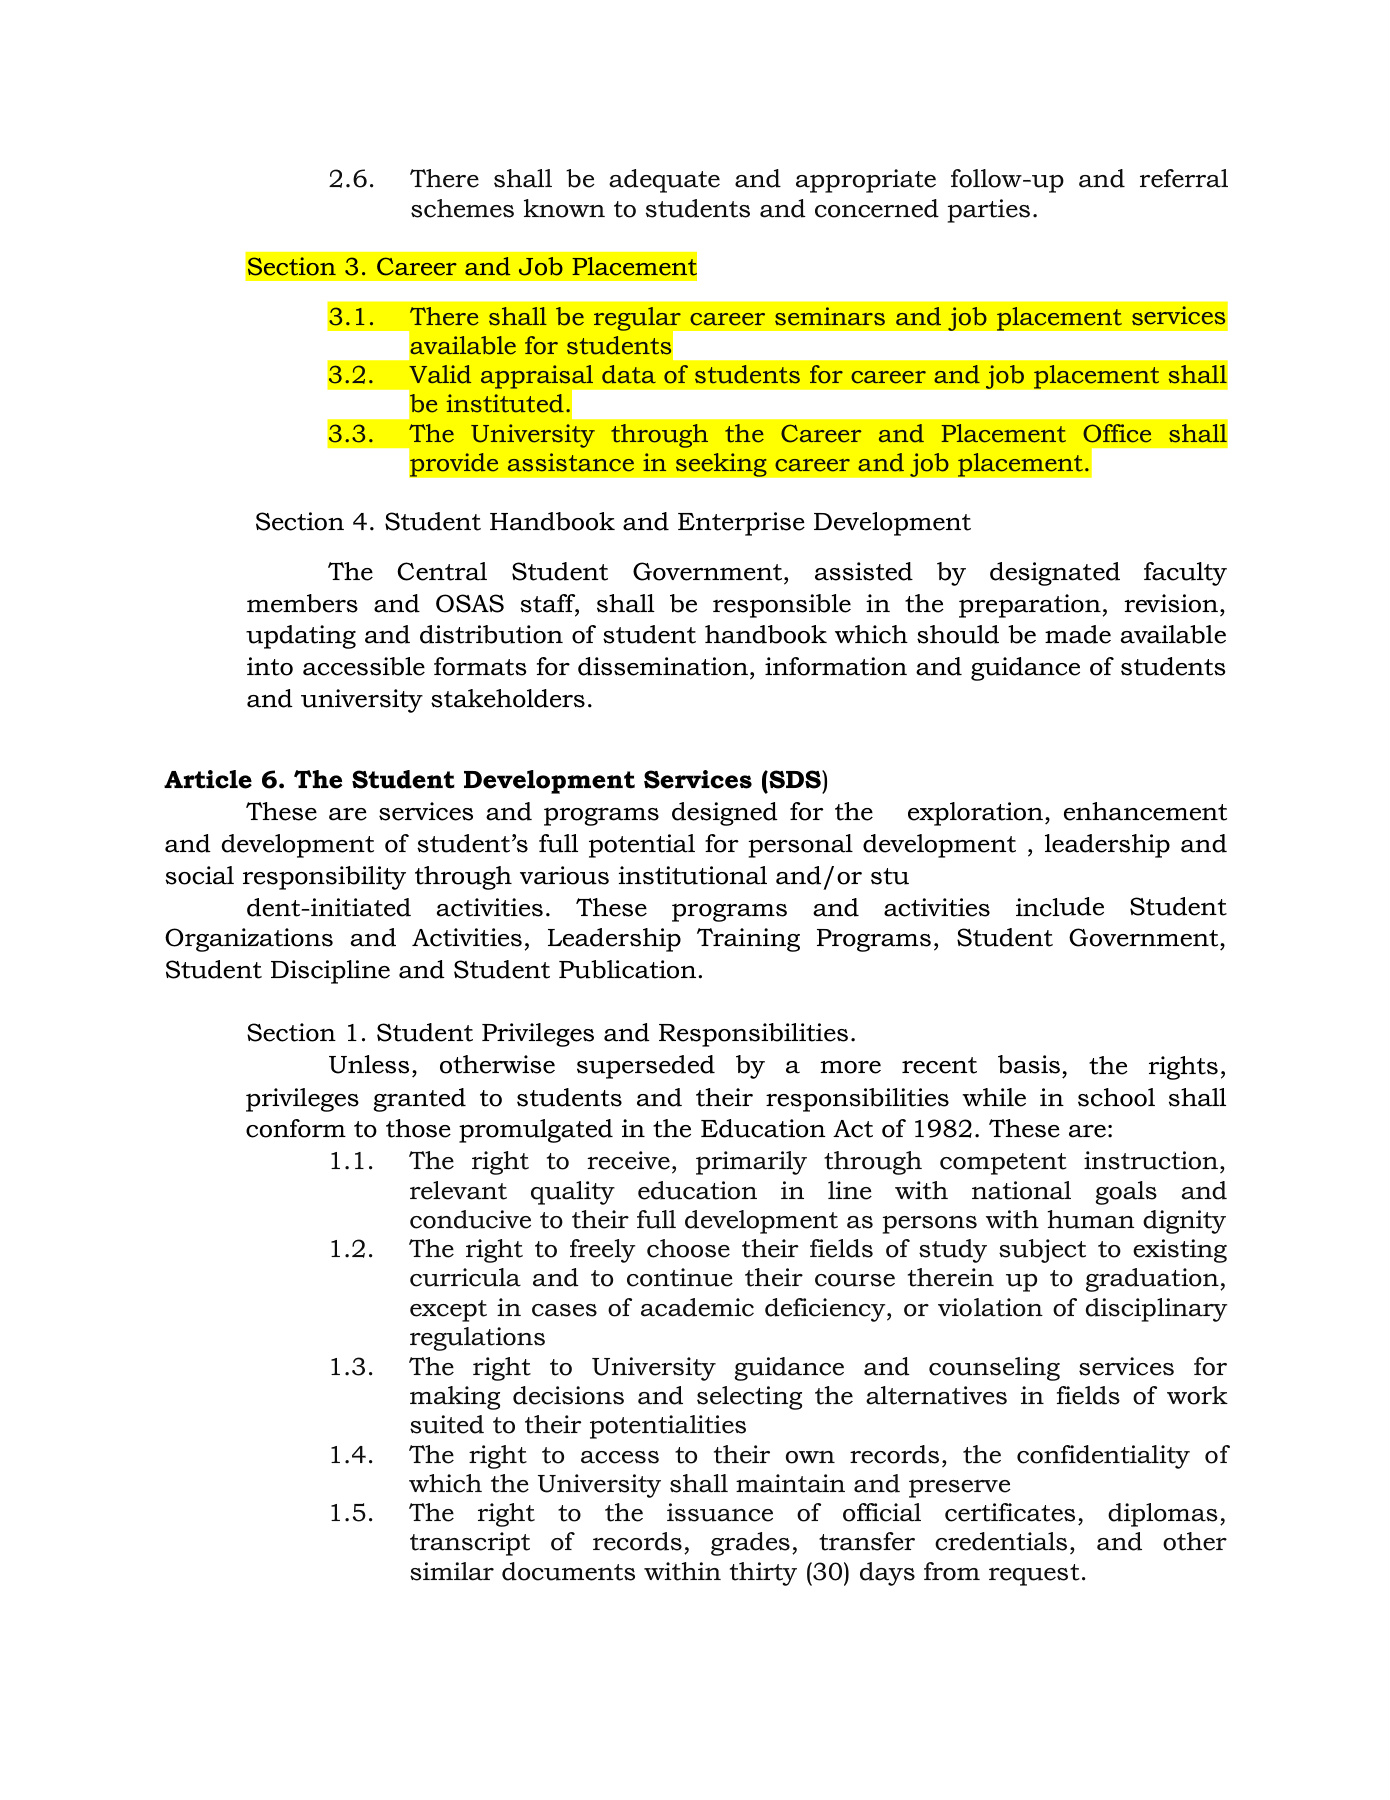 2.6. There shall be adequate and appropriate follow-up and referral
schemes known to students and concerned parties.
Section 3. Career and Job Placement
3.1. There shall be regular career seminars and job placement services
available for students
3.2. Valid appraisal data of students for career and job placement shall
be instituted.
3.3. The University through the Career and Placement Office shall
provide assistance in seeking career and job placement.
Section 4. Student Handbook and Enterprise Development
The Central Student Government, assisted by designated faculty
members and OSAS staff, shall be responsible in the preparation, revision,
updating and distribution of student handbook which should be made available
into accessible formats for dissemination, information and guidance of students
and university stakeholders.
Article 6. The Student Development Services (SDS)
These are services and programs designed for the exploration, enhancement
and development of student’s full potential for personal development , leadership and
social responsibility through various institutional and/or stu
dent-initiated activities. These programs and activities include Student
Organizations and Activities, Leadership Training Programs, Student Government,
Student Discipline and Student Publication.
Section 1. Student Privileges and Responsibilities.
Unless, otherwise superseded by a more recent basis, the rights,
privileges granted to students and their responsibilities while in school shall
conform to those promulgated in the Education Act of 1982. These are:
1.1. The right to receive, primarily through competent instruction,
relevant quality education in line with national goals and
conducive to their full development as persons with human dignity
1.2. The right to freely choose their fields of study subject to existing
curricula and to continue their course therein up to graduation,
except in cases of academic deficiency, or violation of disciplinary
regulations
1.3. The right to University guidance and counseling services for
making decisions and selecting the alternatives in fields of work
suited to their potentialities
1.4. The right to access to their own records, the confidentiality of
which the University shall maintain and preserve
1.5. The right to the issuance of official certificates, diplomas,
transcript of records, grades, transfer credentials, and other
similar documents within thirty (30) days from request.